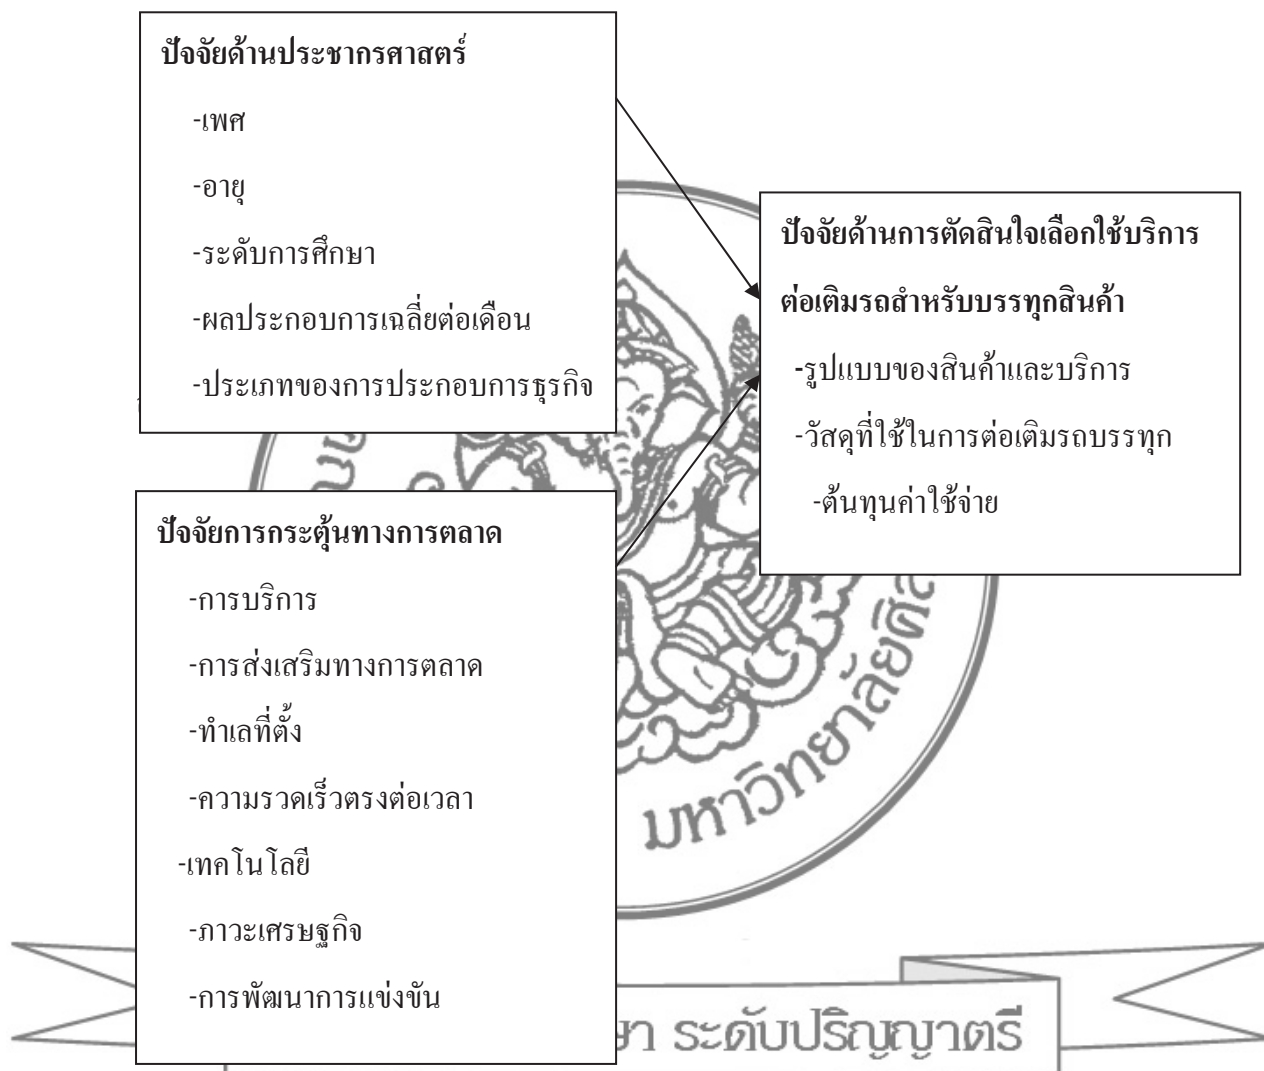 ปัจจัยด้านประชากรศาสตร์
-เพศ
-อายุ
-ระดับการศึกษา
-ผลประกอบการเฉลี่ยต่อเดือน
-ประเภทของการประกอบการธุรกิจ
ปัจจัยการกระตุ้นทางการตลาด
-การบริการ
-การส่งเสริมทางการตลาด
-ทำเลที่ตั้ง
-ความรวดเร็วตรงต่อเวลา
-เทคโนโลยี
-ภาวะเศรษฐกิจ
-การพัฒนาการแข่งขัน
ปัจจัยด้านการตัดสินใจเลือกใช้บริการ
ต่อเติมรถสำหรับบรรทุกสินค้า
-รูปแบบของสินค้าและบริการ
-วัสดุที่ใช้ในการต่อเติมรถบรรทุก
-ต้นทุนค่าใช้จ่าย
มหาวิทยาลัยศิล
ระดับปริญญาตรี